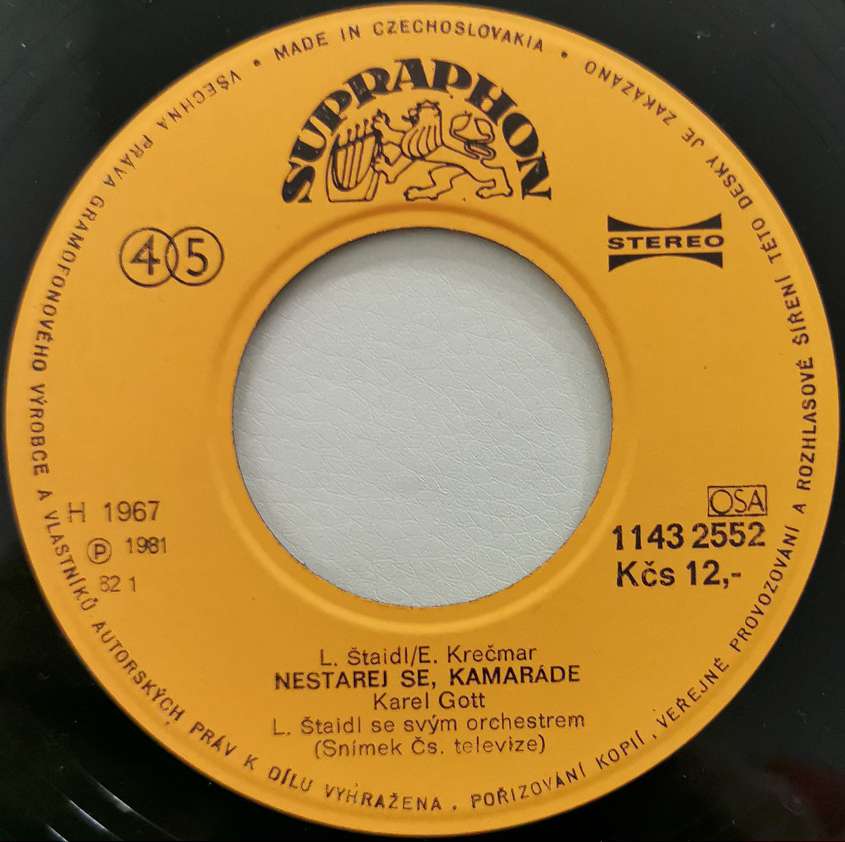 • MADE IN CZECHOSLOVAKIA •
SUPRAPHON
45
STEREO
H 1967
Ⓟ 1981
82 1
OSA
1143 2552
Kčs 12,-
L. Štaidl/E. Krečmar
NESTAREJ SE, KAMARÁDE
Karel Gott
L. Štaidl se svým orchestrem
(Snímek Čs. televize)
VŠECHNA PRÁVA GRAMOFONOVÉHO VÝROBCE A VLASTNÍKŮ AUTORSKÝCH PRÁV K DÍLU VYHRAŽENA . POŘIZOVÁNÍ KOPIÍ , VEŘEJNÉ PROVOZOVÁNÍ A ROZHLASOVÉ ŠÍŘENÍ TÉTO DESKY JE ZAKÁZÁNO